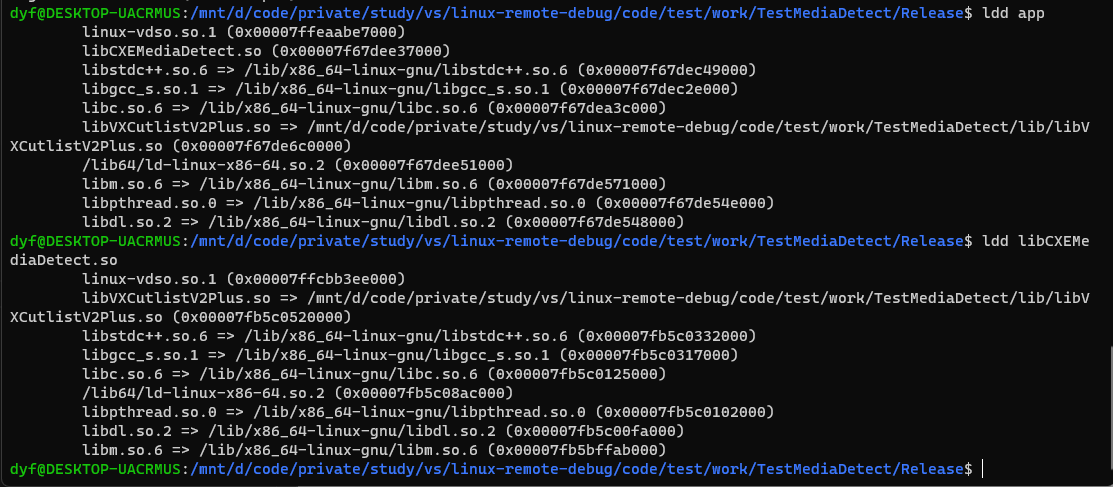 dyf@DESKTOP-UACRMUS:/mnt/d/code/private/study/vs/linux-remote-debug/code/test/work/TestMediaDetect/Release$ ldd app
linux-vdso.so.1 (0x00007ffeaabe7000)
libCXEMediaDetect.so (0x00007f67dee37000)
libstdc++.so.6 => /lib/x86_64-linux-gnu/libstdc++.so.6 (0x00007f67dec49000)
libgcc_s.so.1 => /lib/x86_64-linux-gnu/libgcc_s.so.1 (0x00007f67dec2e000)
libc.so.6 => /lib/x86_64-linux-gnu/libc.so.6 (0x00007f67dea3c000)
libVXCutlistV2Plus.so => /mnt/d/code/private/study/vs/linux-remote-debug/code/test/work/TestMediaDetect/lib/libV
XCutlistV2Plus.so (0x00007f67de6c0000)
/lib64/ld-linux-x86-64.so.2 (0x00007f67dee51000)
libm.so.6 => /lib/x86_64-linux-gnu/libm.so.6 (0x00007f67de571000)
libpthread.so.0 => /lib/x86_64-linux-gnu/libpthread.so.0 (0x00007f67de54e000)
libdl.so.2 => /lib/x86_64-linux-gnu/libdl.so.2 (0x00007f67de548000)
dyf@DESKTOP-UACRMUS:/mnt/d/code/private/study/vs/linux-remote-debug/code/test/work/TestMediaDetect/Release$ ldd libCXEMe
diaDetect.so
linux-vdso.so.1 (0x00007ffcbb3ee000)
libVXCutlistV2Plus.so => /mnt/d/code/private/study/vs/linux-remote-debug/code/test/work/TestMediaDetect/lib/libV
XCutlistV2Plus.so (0x00007fb5c0520000)
libstdc++.so.6 => /lib/x86_64-linux-gnu/libstdc++.so.6 (0x00007fb5c0332000)
libgcc_s.so.1 => /lib/x86_64-linux-gnu/libgcc_s.so.1 (0x00007fb5c0317000)
libc.so.6 => /lib/x86_64-linux-gnu/libc.so.6 (0x00007fb5c0125000)
/lib64/ld-linux-x86-64.so.2 (0x00007fb5c08ac000)
libpthread.so.0 => /lib/x86_64-linux-gnu/libpthread.so.0 (0x00007fb5c0102000)
libdl.so.2 => /lib/x86_64-linux-gnu/libdl.so.2 (0x00007fb5c00fa000)
libm.so.6 => /lib/x86_64-linux-gnu/libm.so.6 (0x00007fb5bffab000)
dyf@DESKTOP-UACRMUS:/mnt/d/code/private/study/vs/linux-remote-debug/code/test/work/TestMediaDetect/Release$